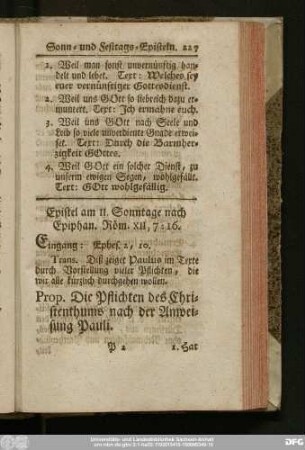 Sonn- und Festags-Episteln. 227
1. Weil man sonst unvernünftig han-
delt und lebet. Text: Welches sey
euer vernünftiger Gottesdienst.
2. Weil uns GOtt so liebreich dazu er-
muntert. Text: Ich ermahne euch.
3. Weil uns GOtt nach Seele und
Leib so viele unverdiente Gnade erwei-
set. Text: Durch die Barmher-
zigkeit GOttes.
4. Weil GOtt ein solcher Dienst, zu
unserm ewigen Segen, wohlgefällt.
Text: GOtt wohlgefällig.
Epistel am II. Sonntage nach
Epiphan. Röm. XII, 7:16.
Eingang: Ephes. 2, 10.
Trans. Diß zeiget Paulus im Texte
durch Vorstellung vieler Pflichten, die
wir alle kürzlich durchgehen wollen.
Prop. Die Pflichten des Chri-
stenthums nach der Anwei-
sung Pauli.
P 2 1. Hat